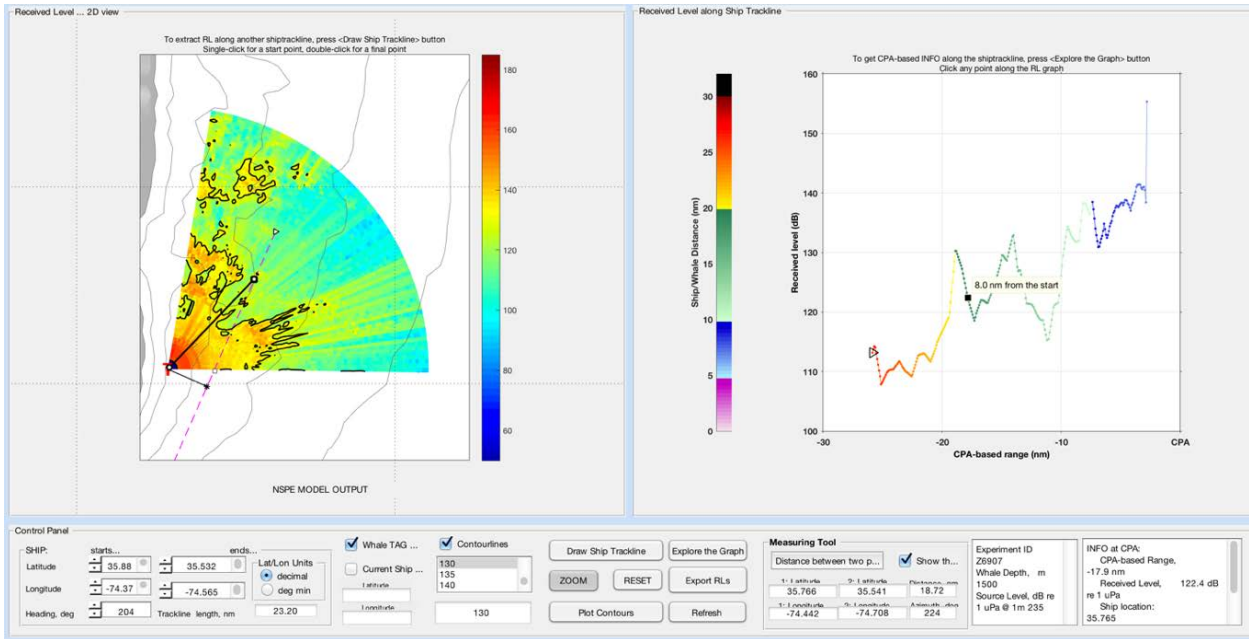 Received Level ... 2D view
To extract RL along another shiptrackline, press <Draw Ship Trackline> button
Single-click for a start point, double-click for a final point
180
160
140
120
100
80
60
NSPE MODEL OUTPUT
Received Level along Ship Trackline
To get CPA-based INFO along the shiptrackline, press <Explore the Graph> button
Click any point along the RL graph
Ship/Whale Distance (nm)
30
25
20
15
10
5
0
Received level (dB)
160
150
140
130
120
110
100
8.0 nm from the start
-30
-20
-10
CPA
CPA-based range (nm)
Control Panel
SHIP:
starts...
ends...
Latitude
35.88
35.532
Longitude
-74.37
-74.565
Heading, deg
204
Trackline length, nm
23.20
Lat/Lon Units
decimal
deg min
Whale TAG ...
Current Ship ...
Latitude
Longitude
Contourlines
130
135
140
130
Draw Ship Trackline
Explore the Graph
ZOOM
RESET
Export RLs
Plot Contours
Refresh
Measuring Tool
Distance between two p...
Show th...
1: Latitude
2: Latitude
Distance, nm
35.766
35.541
18.72
1: Longitude
2: Longitude
Azimuth, deg
-74.442
-74.708
224
Experiment ID
Z6907
Whale Depth, m
1500
Source Level, dB re
1 uPa @ 1m 235
INFO at CPA:
CPA-based Range,
-17.9 nm
Received Level, 122.4 dB
re 1 uPa
Ship location:
35.765